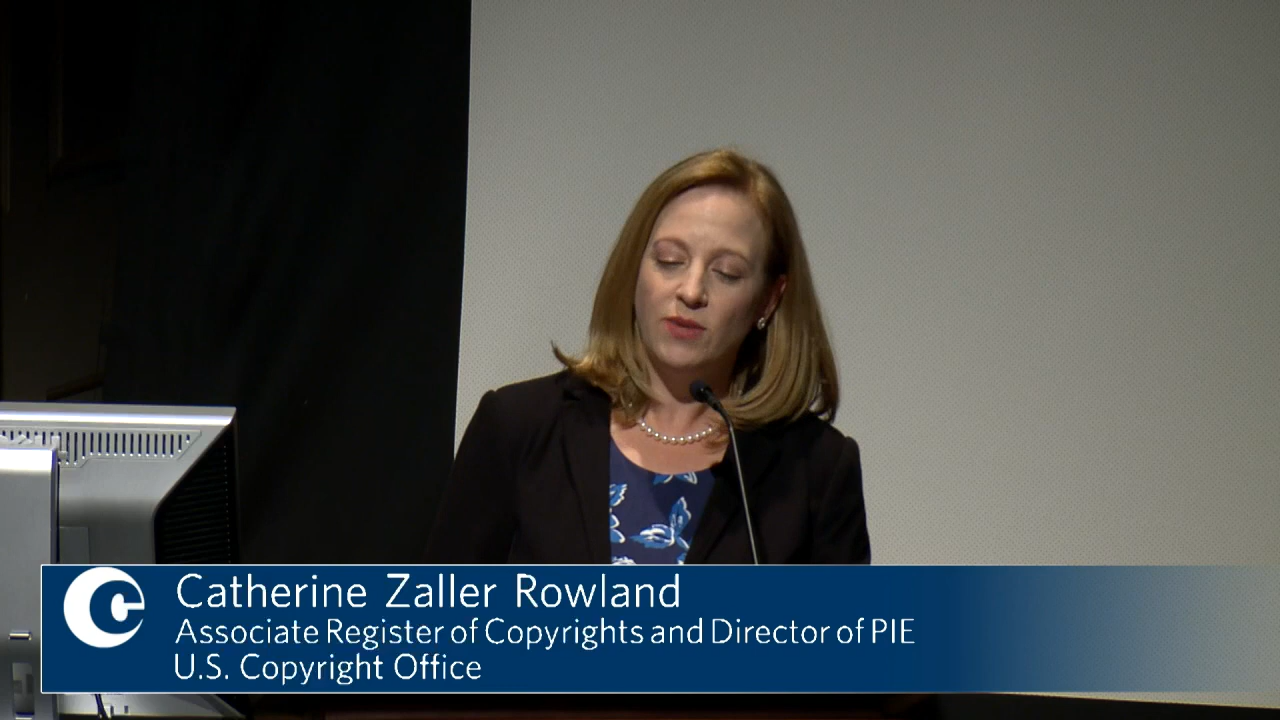 Catherine Zaller Rowland
Associate Register of Copyrights and Director of PIE
U.S. Copyright Office